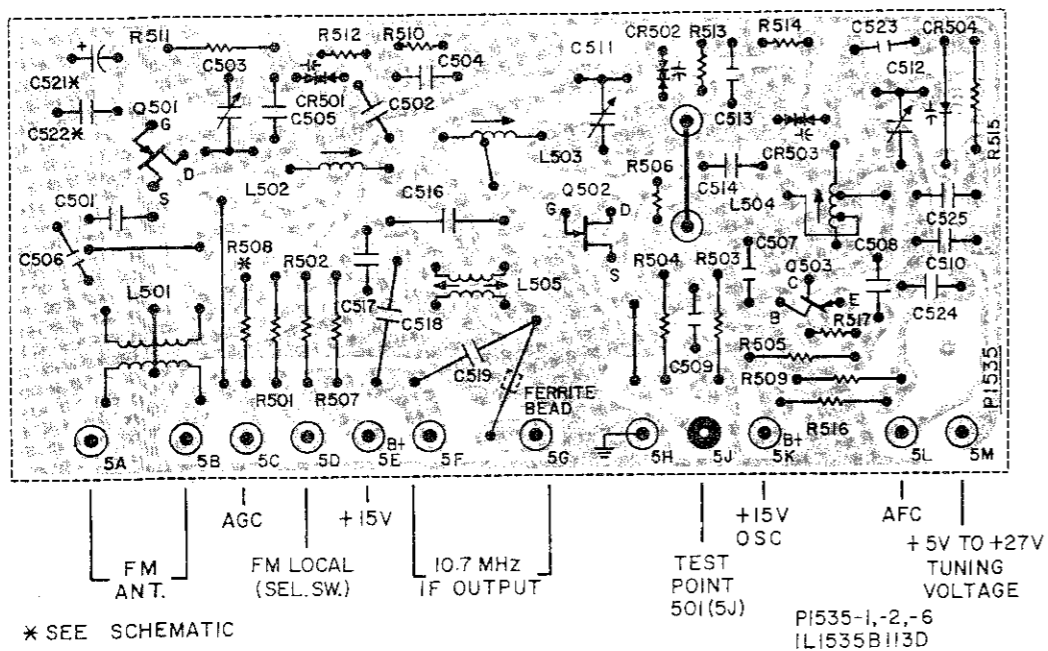 R511 R512 R510 C511 CR502 R513 R514 C523 CR504
+
C521* C503 C504 C512
C522* Q501 CR501 C505 C502 C513
G
D
S
L502 L503 R506 C514 CR503 R515
C501 C516 Q502 L504
G D S
C506 R508 * R502 C507 Q503 C508 C525
C510
L501 C517 C518 L505 R504 R503 C B E C524
R517
C519 C509 R505
R501 R507 FERRITE BEAD R509
R516
P1535
B+ B+
5A 5B 5C 5D 5E 5F 5G 5H 5J 5K 5L 5M
FM ANT.
AGC
FM LOCAL
(SEL.SW.)
+15V
10.7 MHz
IF OUTPUT
TEST
POINT
501(5J)
+15V
OSC
AFC
+5V TO +27V
TUNING
VOLTAGE
* SEE SCHEMATIC
P1535-1,-2,-6
1L1535B113D